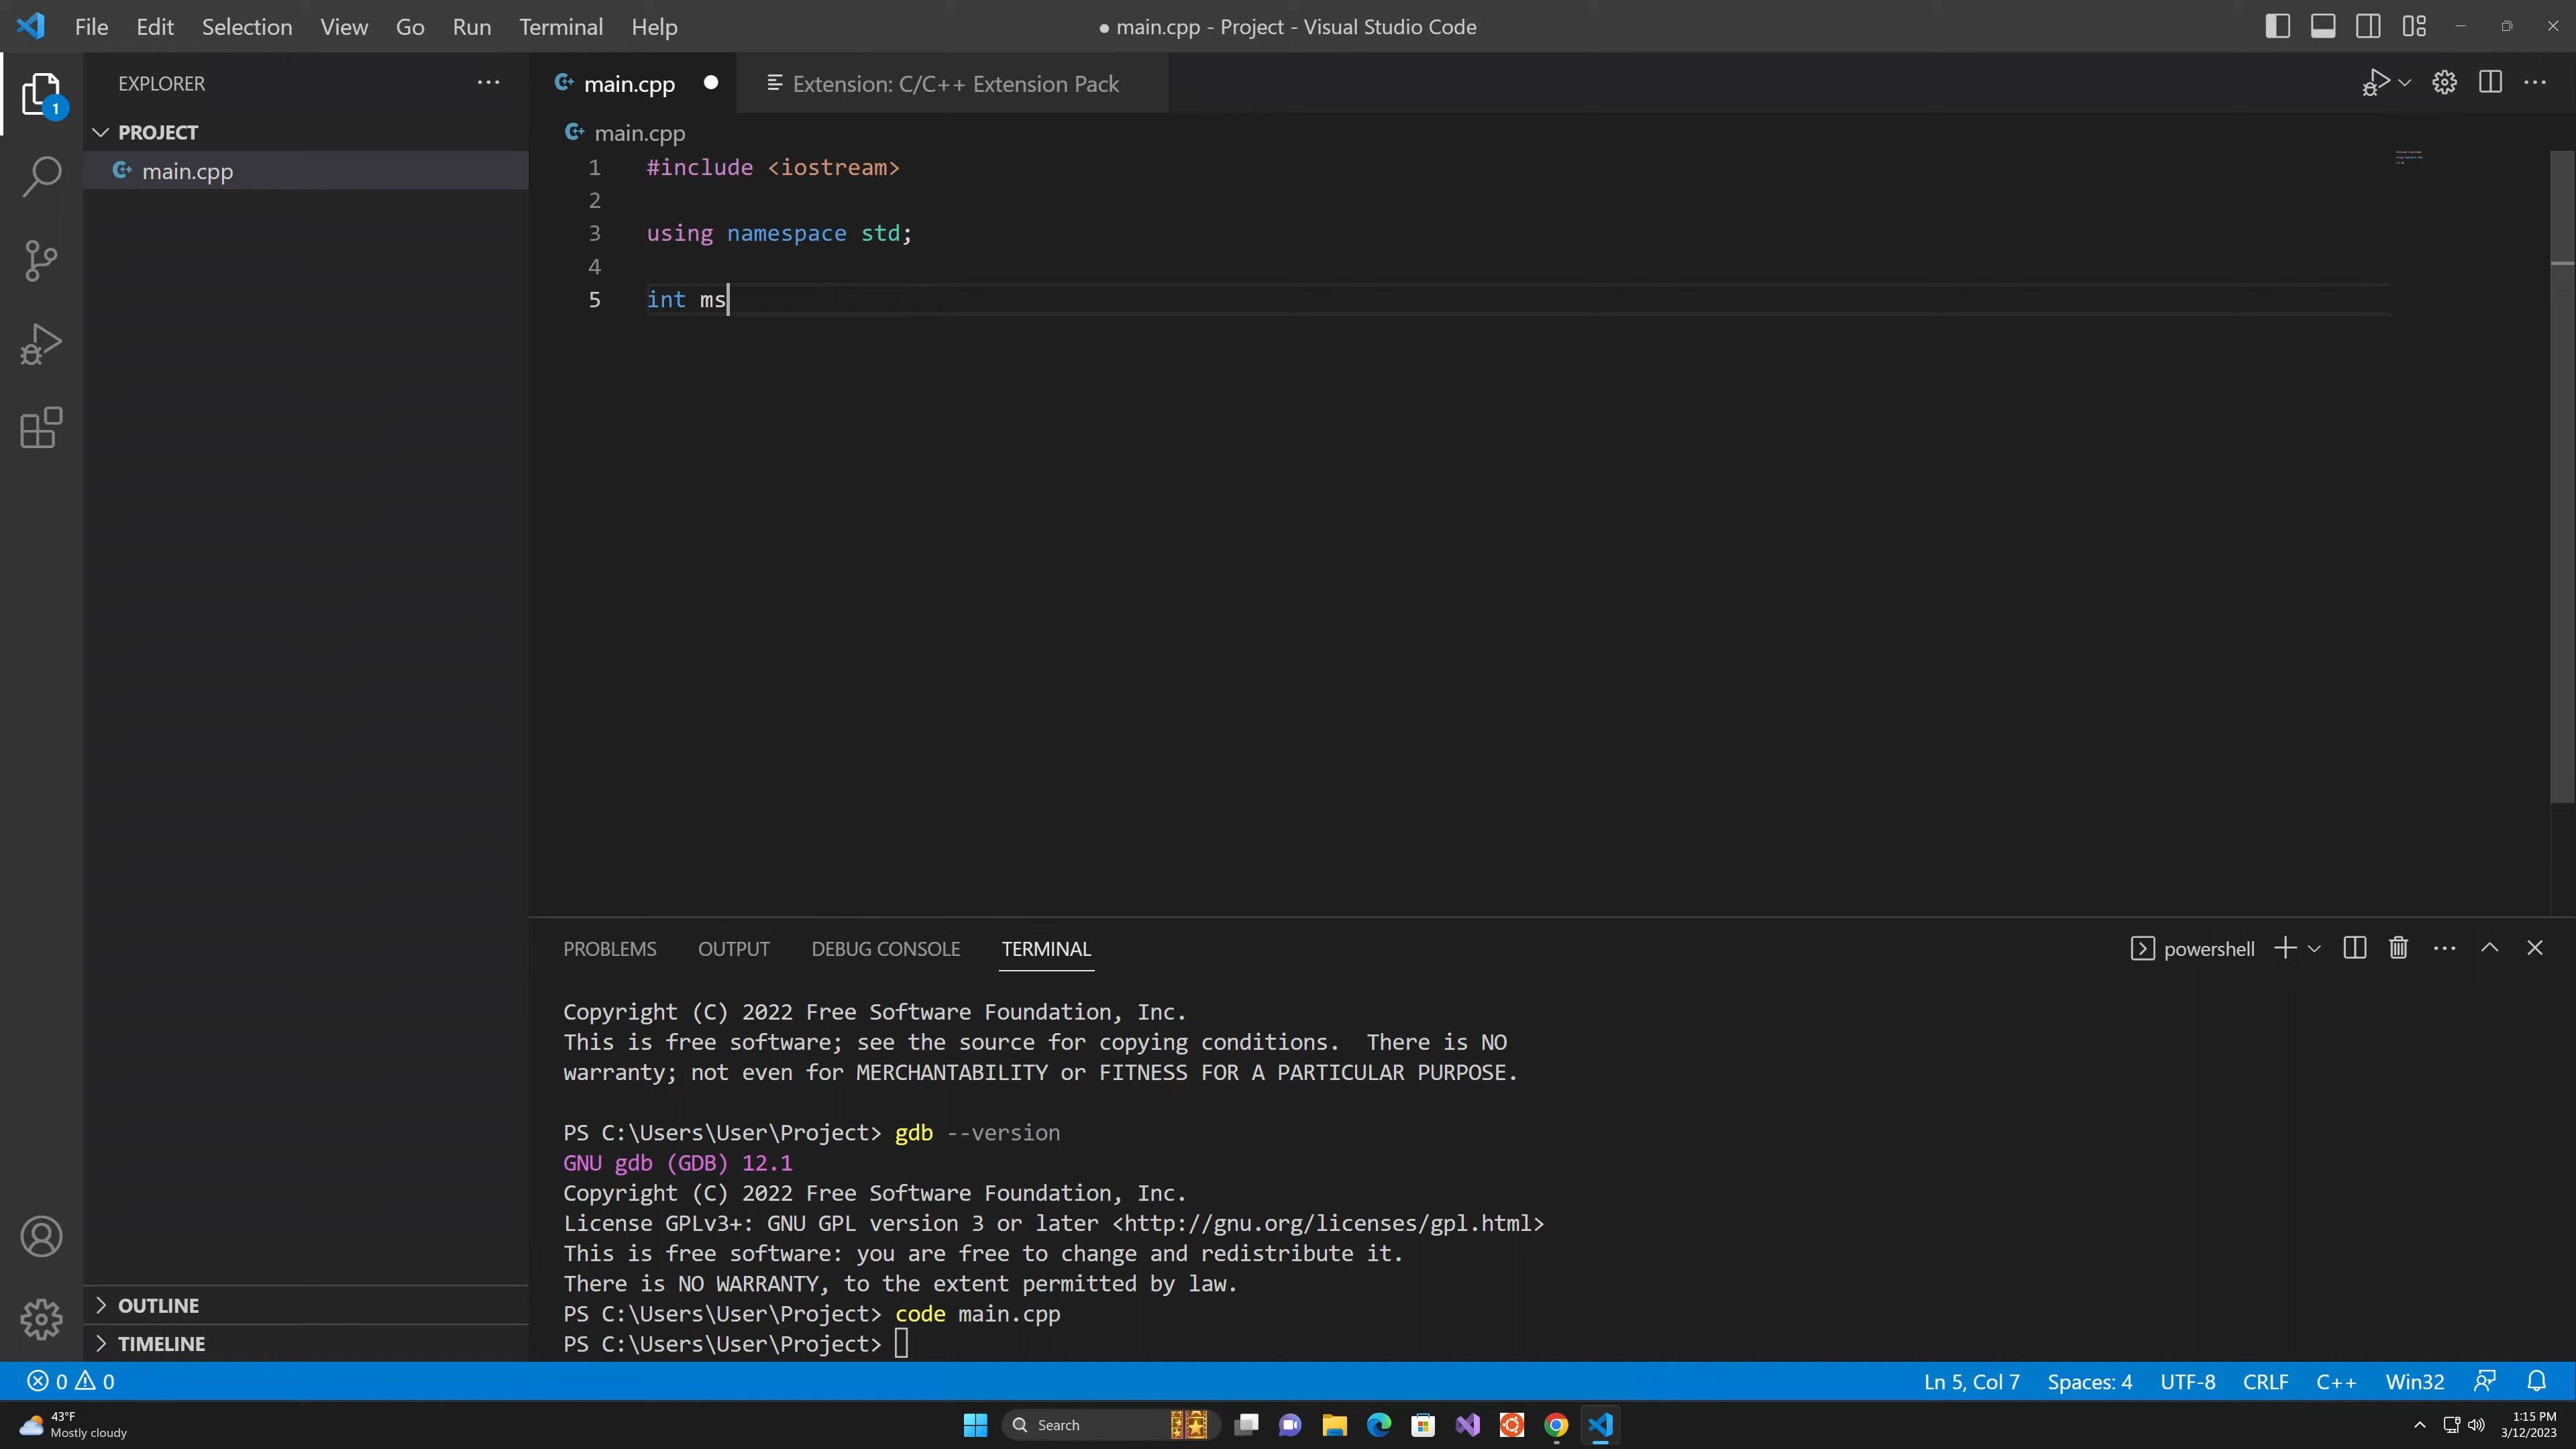 File Edit Selection View Go Run Terminal Help
● main.cpp - Project - Visual Studio Code
EXPLORER
1
PROJECT
main.cpp
main.cpp
Extension: C/C++ Extension Pack
main.cpp
1 #include <iostream>
2
3 using namespace std;
4
5 int ms
PROBLEMS OUTPUT DEBUG CONSOLE TERMINAL
powershell
Copyright (C) 2022 Free Software Foundation, Inc.
This is free software; see the source for copying conditions.  There is NO
warranty; not even for MERCHANTABILITY or FITNESS FOR A PARTICULAR PURPOSE.
PS C:\Users\User\Project> gdb --version
GNU gdb (GDB) 12.1
Copyright (C) 2022 Free Software Foundation, Inc.
License GPLv3+: GNU GPL version 3 or later <http://gnu.org/licenses/gpl.html>
This is free software: you are free to change and redistribute it.
There is NO WARRANTY, to the extent permitted by law.
PS C:\Users\User\Project> code main.cpp
PS C:\Users\User\Project>
OUTLINE
TIMELINE
0 0
Ln 5, Col 7 Spaces: 4 UTF-8 CRLF C++ Win32
43°F
Mostly cloudy
Search
1:15 PM
3/12/2023